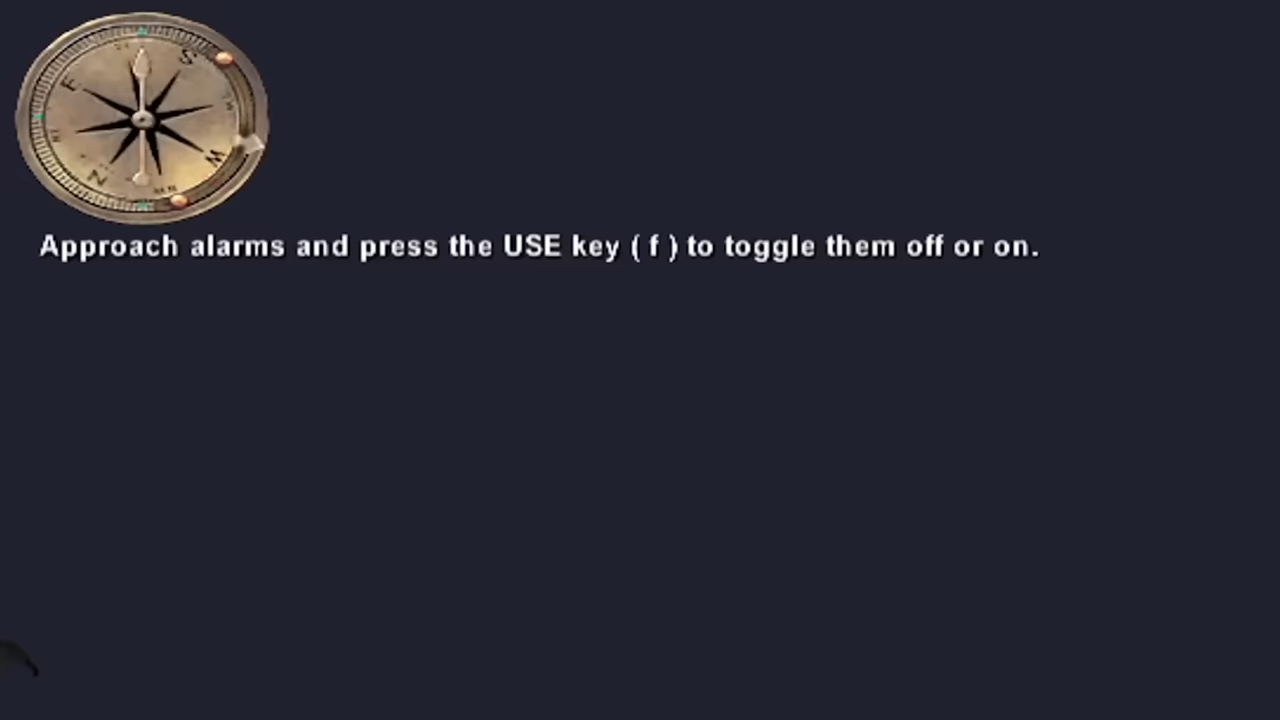 S
E
W
N
Approach alarms and press the USE key ( f ) to toggle them off or on.